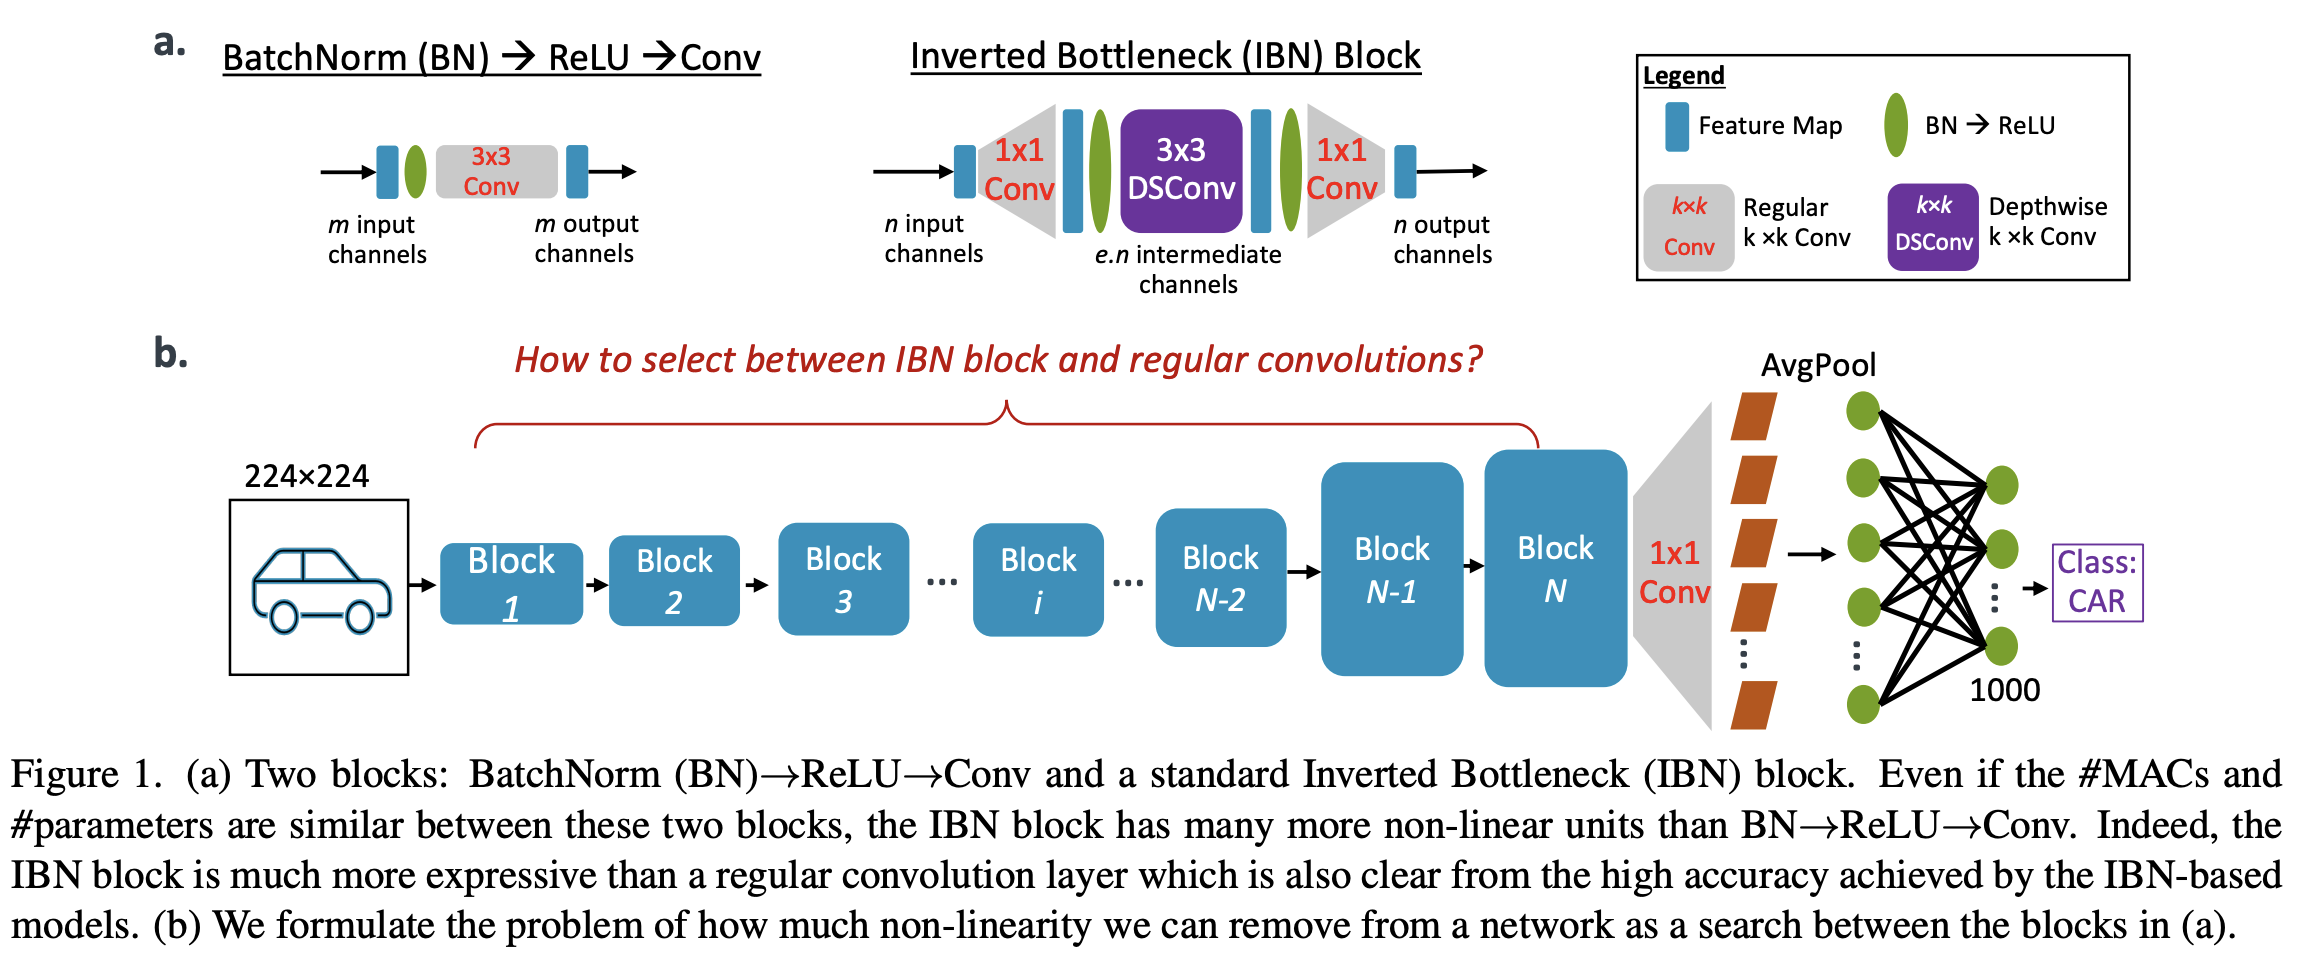 a.
BatchNorm (BN) → ReLU →Conv
3x3
Conv
m input
channels
m output
channels
Inverted Bottleneck (IBN) Block
1x1
Conv
3x3
DSConv
1x1
Conv
n input
channels
e.n intermediate
channels
n output
channels
Legend
Feature Map
BN → ReLU
k×k
Conv
Regular
k ×k Conv
k×k
DSConv
Depthwise
k ×k Conv
b.
How to select between IBN block and regular convolutions?
224×224
Block
1
Block
2
Block
3
...
Block
i
...
Block
N-2
Block
N-1
Block
N
1x1
Conv
AvgPool
1000
Class:
CAR
Figure 1. (a) Two blocks: BatchNorm (BN)→ReLU→Conv and a standard Inverted Bottleneck (IBN) block. Even if the #MACs and
#parameters are similar between these two blocks, the IBN block has many more non-linear units than BN→ReLU→Conv. Indeed, the
IBN block is much more expressive than a regular convolution layer which is also clear from the high accuracy achieved by the IBN-based
models. (b) We formulate the problem of how much non-linearity we can remove from a network as a search between the blocks in (a).